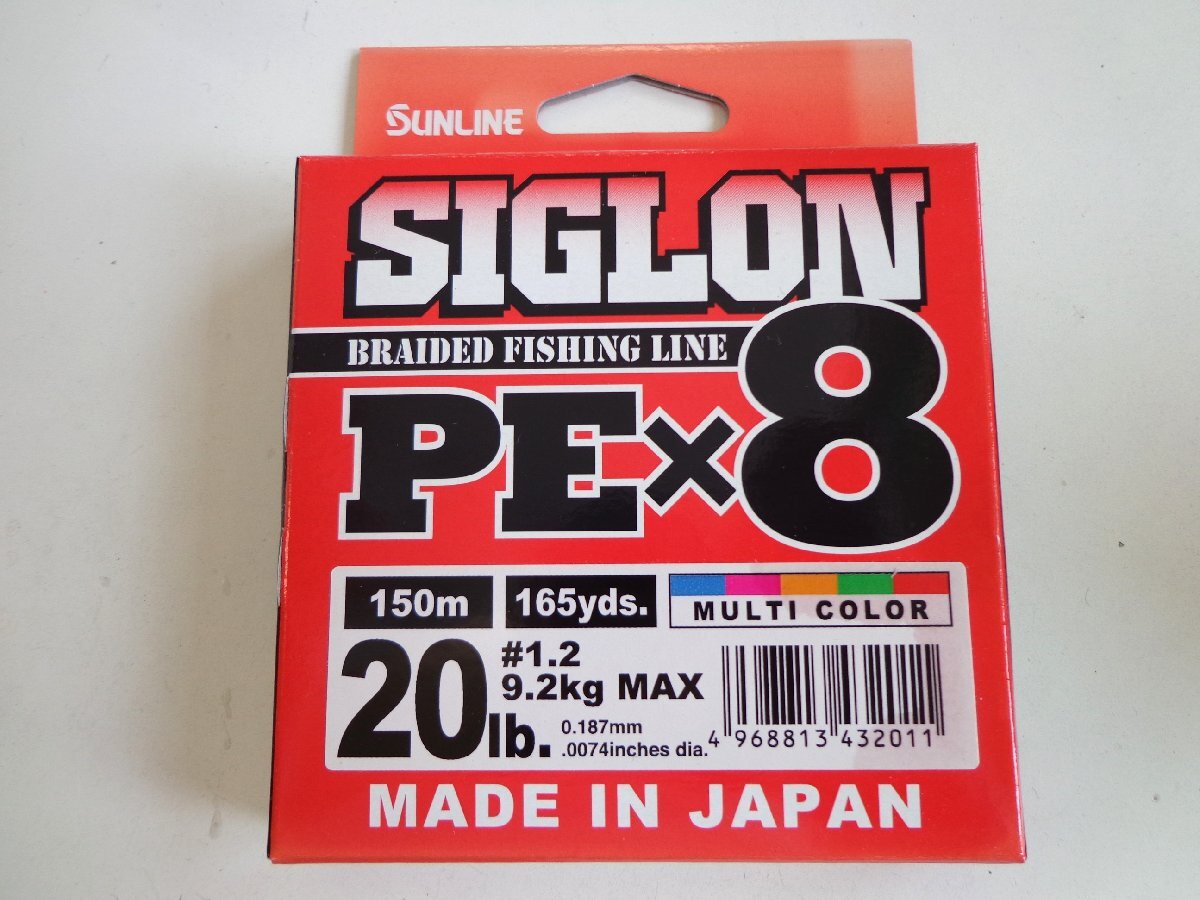 SUNLINE
SIGLON
BRAIDED FISHING LINE
PE×8
150m 165yds. MULTI COLOR
20lb. #1.2
9.2kg MAX
0.187mm
.0074inches dia.
4 968813 432011
MADE IN JAPAN